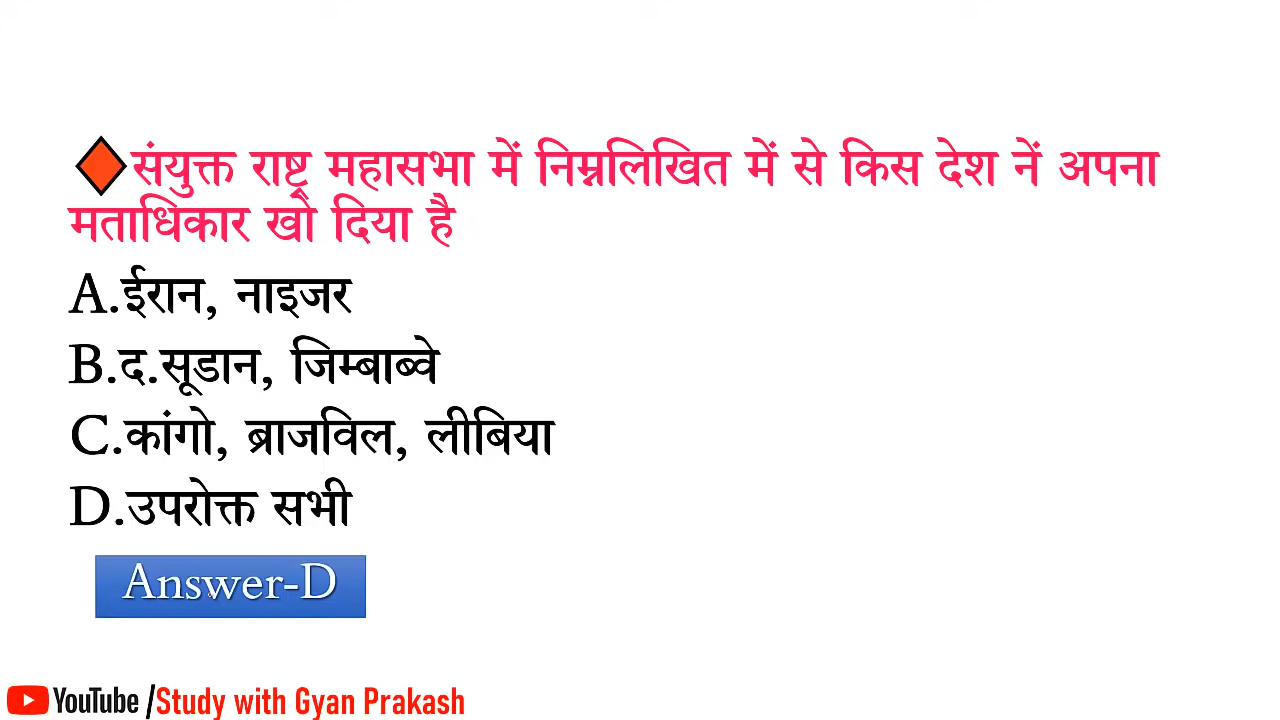 संयुक्त राष्ट्र महासभा में निम्नलिखित में से किस देश नें अपना
मताधिकार खो दिया है
A.ईरान, नाइजर
B.द.सूडान, जिम्बाब्वे
C.कांगो, ब्राजविल, लीबिया
D.उपरोक्त सभी
Answer-D
YouTube /Study with Gyan Prakash